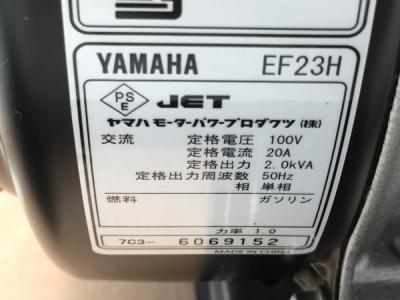 YAMAHA EF23H
PS
E JET
ヤマハモーターパワープロダクツ(株)
交流 定格電圧 100V
定格電流 20A
定格出力 2.0kVA
定格出力周波数 50Hz
相 単相
燃料 ガソリン
力率 1.0
7C3- 6069152
MADE IN CHINA